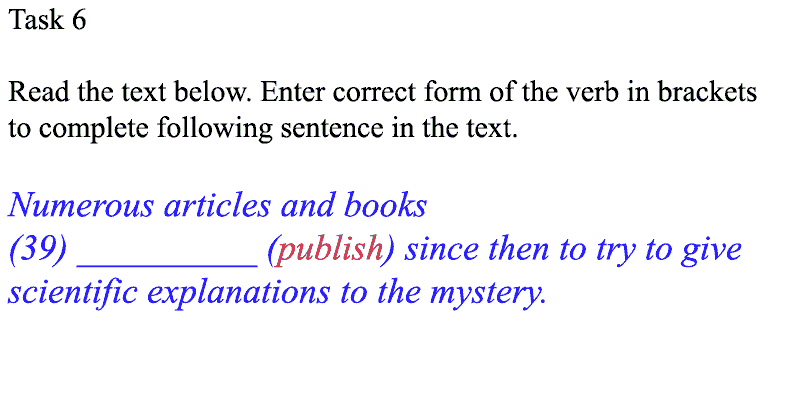 Task 6
Read the text below. Enter correct form of the verb in brackets
to complete following sentence in the text.
Numerous articles and books
(39) __________ (publish) since then to try to give
scientific explanations to the mystery.